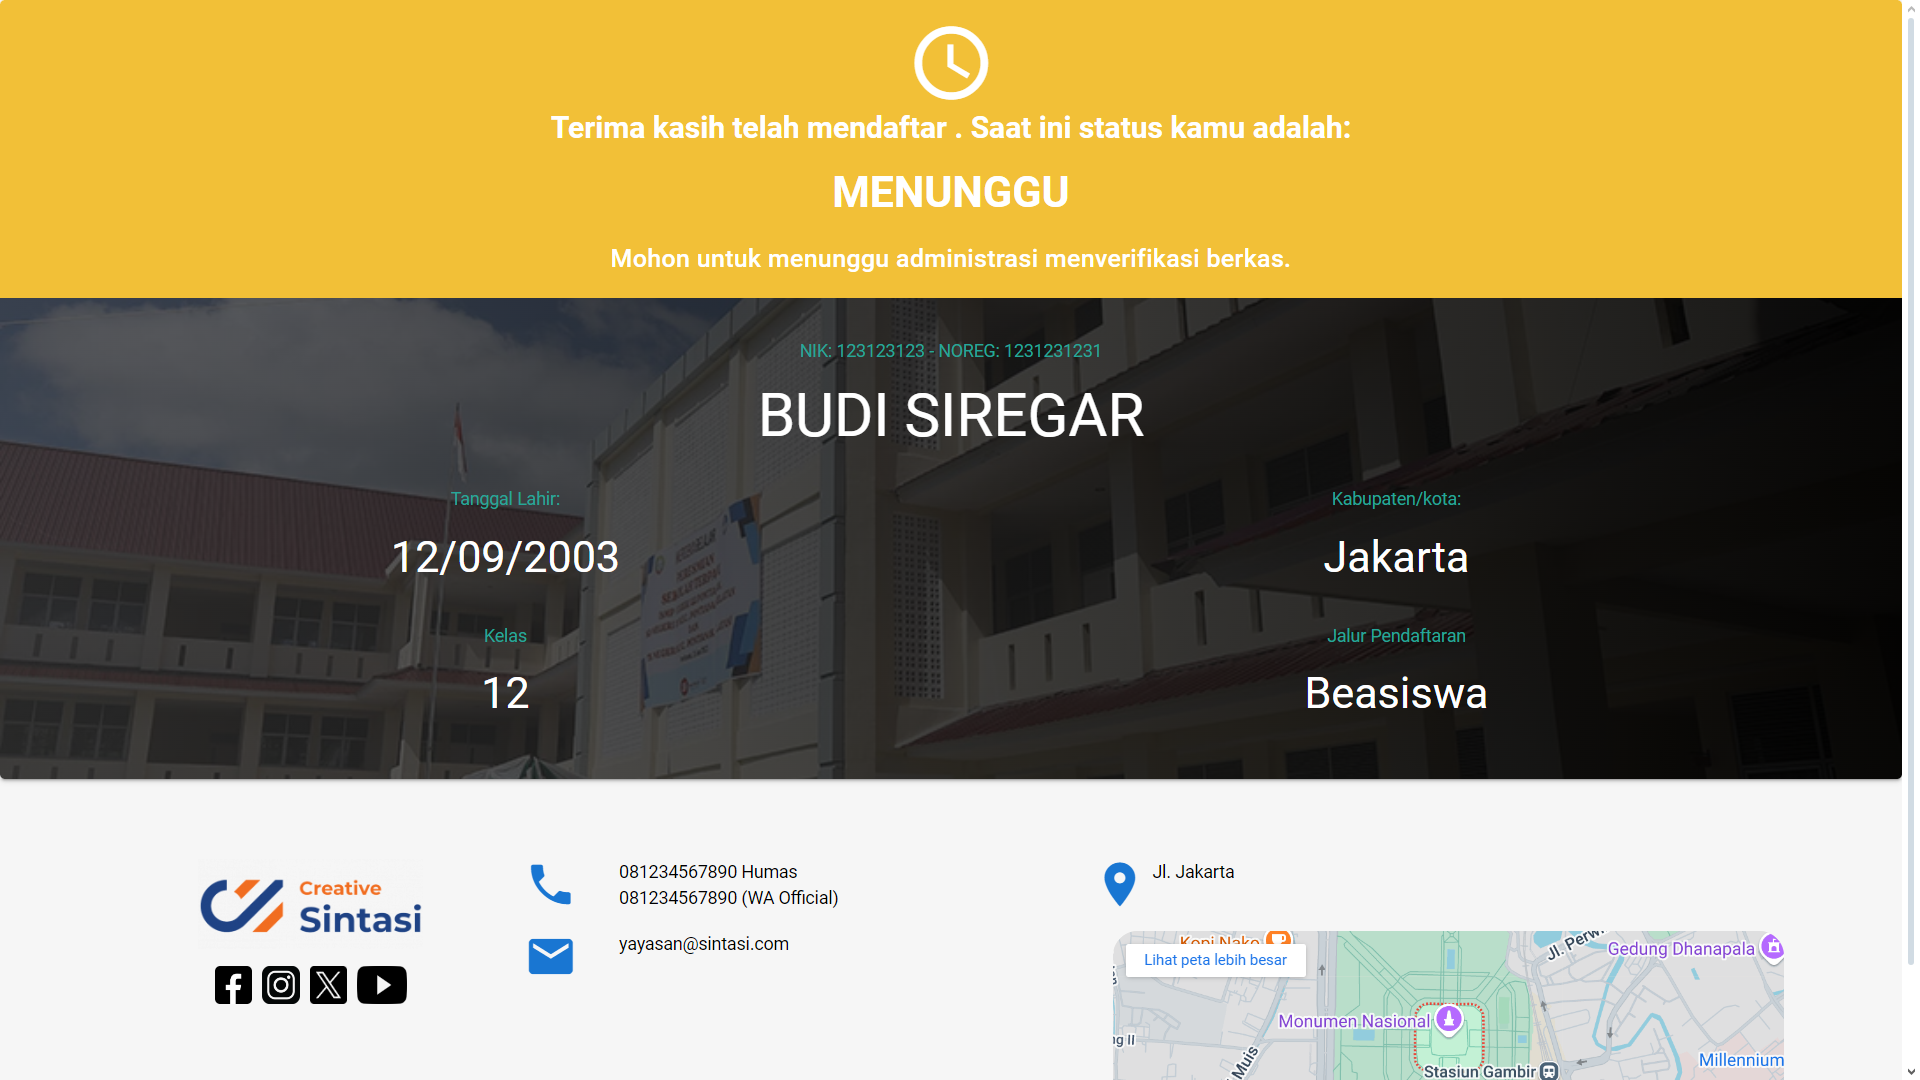 Terima kasih telah mendaftar . Saat ini status kamu adalah:
MENUNGGU
Mohon untuk menunggu administrasi menverifikasi berkas.
NIK: 123123123 - NOREG: 1231231231
BUDI SIREGAR
Tanggal Lahir:
12/09/2003
Kabupaten/kota:
Jakarta
Kelas
12
Jalur Pendaftaran
Beasiswa
Creative
Sintasi
081234567890 Humas
081234567890 (WA Official)
yayasan@sintasi.com
Jl. Jakarta
Kopi Nako
Lihat peta lebih besar
Gedung Dhanapala
Monumen Nasional
Muis
Stasiun Gambir
Millennium